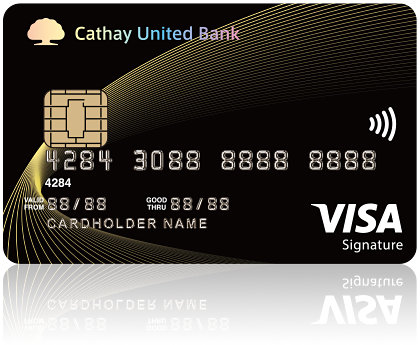 Cathay United Bank
4284 3088 8888 8888
4284
VALID FROM 88/88 GOOD THRU 88/88
CARDHOLDER NAME
VISA
Signature